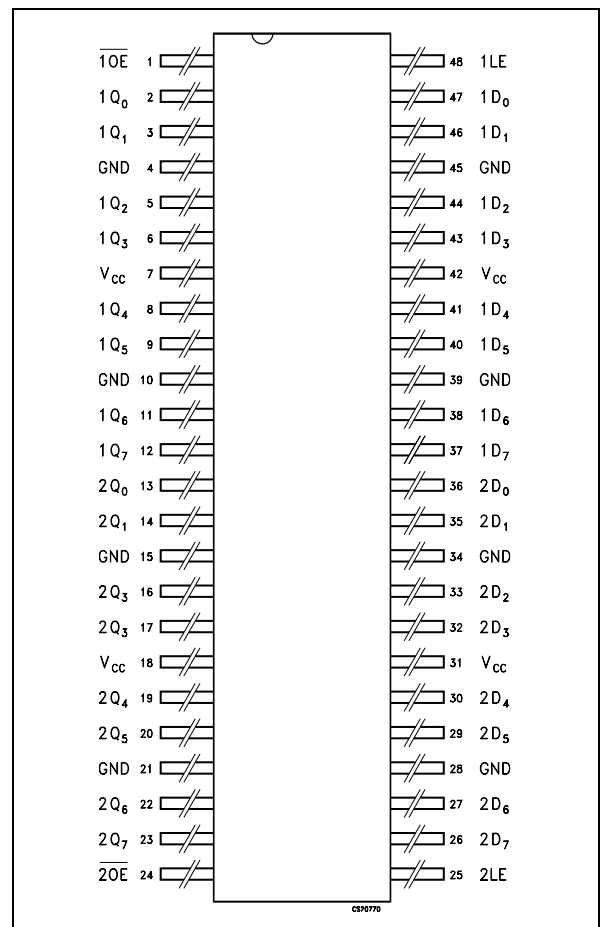 1OE 1 48 1LE
1Q0 2 47 1D0
1Q1 3 46 1D1
GND 4 45 GND
1Q2 5 44 1D2
1Q3 6 43 1D3
VCC 7 42 VCC
1Q4 8 41 1D4
1Q5 9 40 1D5
GND 10 39 GND
1Q6 11 38 1D6
1Q7 12 37 1D7
2Q0 13 36 2D0
2Q1 14 35 2D1
GND 15 34 GND
2Q3 16 33 2D2
2Q3 17 32 2D3
VCC 18 31 VCC
2Q4 19 30 2D4
2Q5 20 29 2D5
GND 21 28 GND
2Q6 22 27 2D6
2Q7 23 26 2D7
2OE 24 25 2LE
CS70770